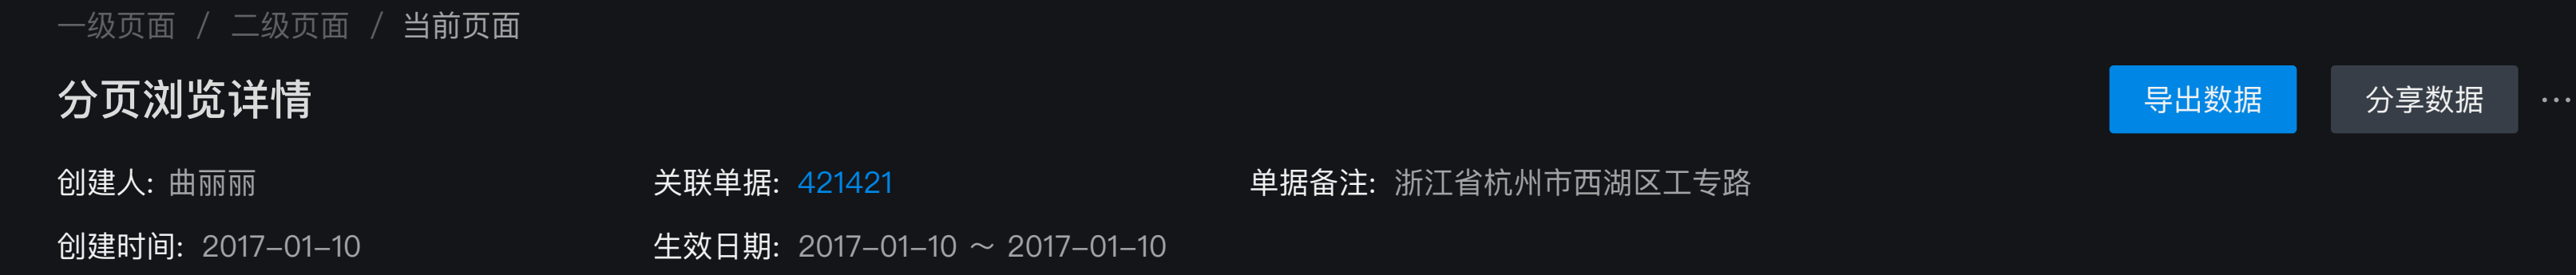 一级页面 / 二级页面 / 当前页面
分页浏览详情 导出数据 分享数据 ···
创建人: 曲丽丽 关联单据: 421421 单据备注: 浙江省杭州市西湖区工专路
创建时间: 2017-01-10 生效日期: 2017-01-10 ~ 2017-01-10